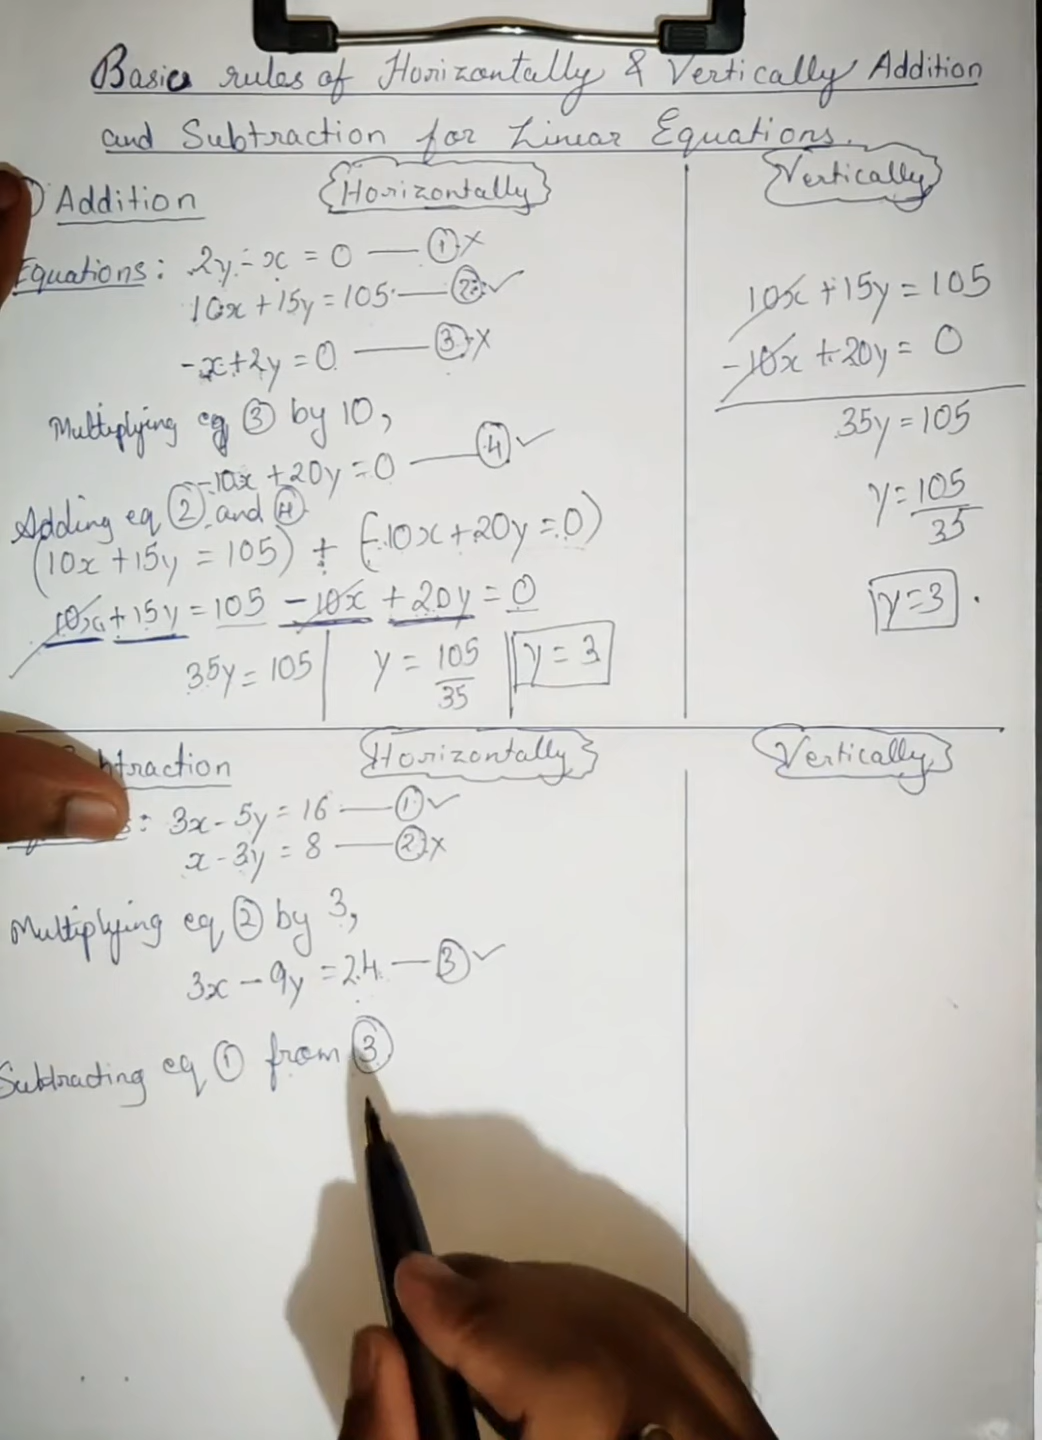 Basic rules of Horizontally & Vertically Addition
and Subtraction for Linear Equations.
Addition
Horizontally
Equations: 2y - x = 0 — ① ×
10x + 15y = 105 — ② ✓
-x + 2y = 0 — ③ ×
Multiplying eq ③ by 10,
-10x + 20y = 0 — ④ ✓
Adding eq ② and ④
(10x + 15y = 105) + (-10x + 20y = 0)
10x + 15y = 105 - 10x + 20y = 0
35y = 105 | y = 105/35 | y = 3
Vertically
10x + 15y = 105
-10x + 20y = 0
35y = 105
y = 105/35
y = 3.
Horizontally
: 3x - 5y = 16 — ① ✓
x - 3y = 8 — ② ×
Multiplying eq ② by 3,
3x - 9y = 24 — ③ ✓
Subtracting eq ① from ③
Vertically